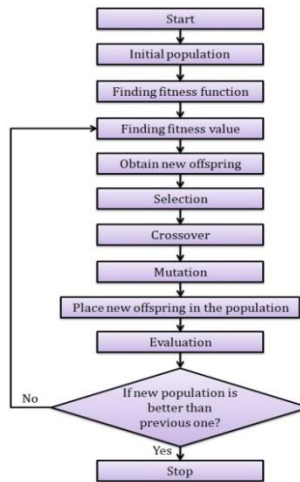 Start
Initial population
Finding fitness function
Finding fitness value
Obtain new offspring
Selection
Crossover
Mutation
Place new offspring in the population
Evaluation
If new population is
better than
previous one?
No
Yes
Stop